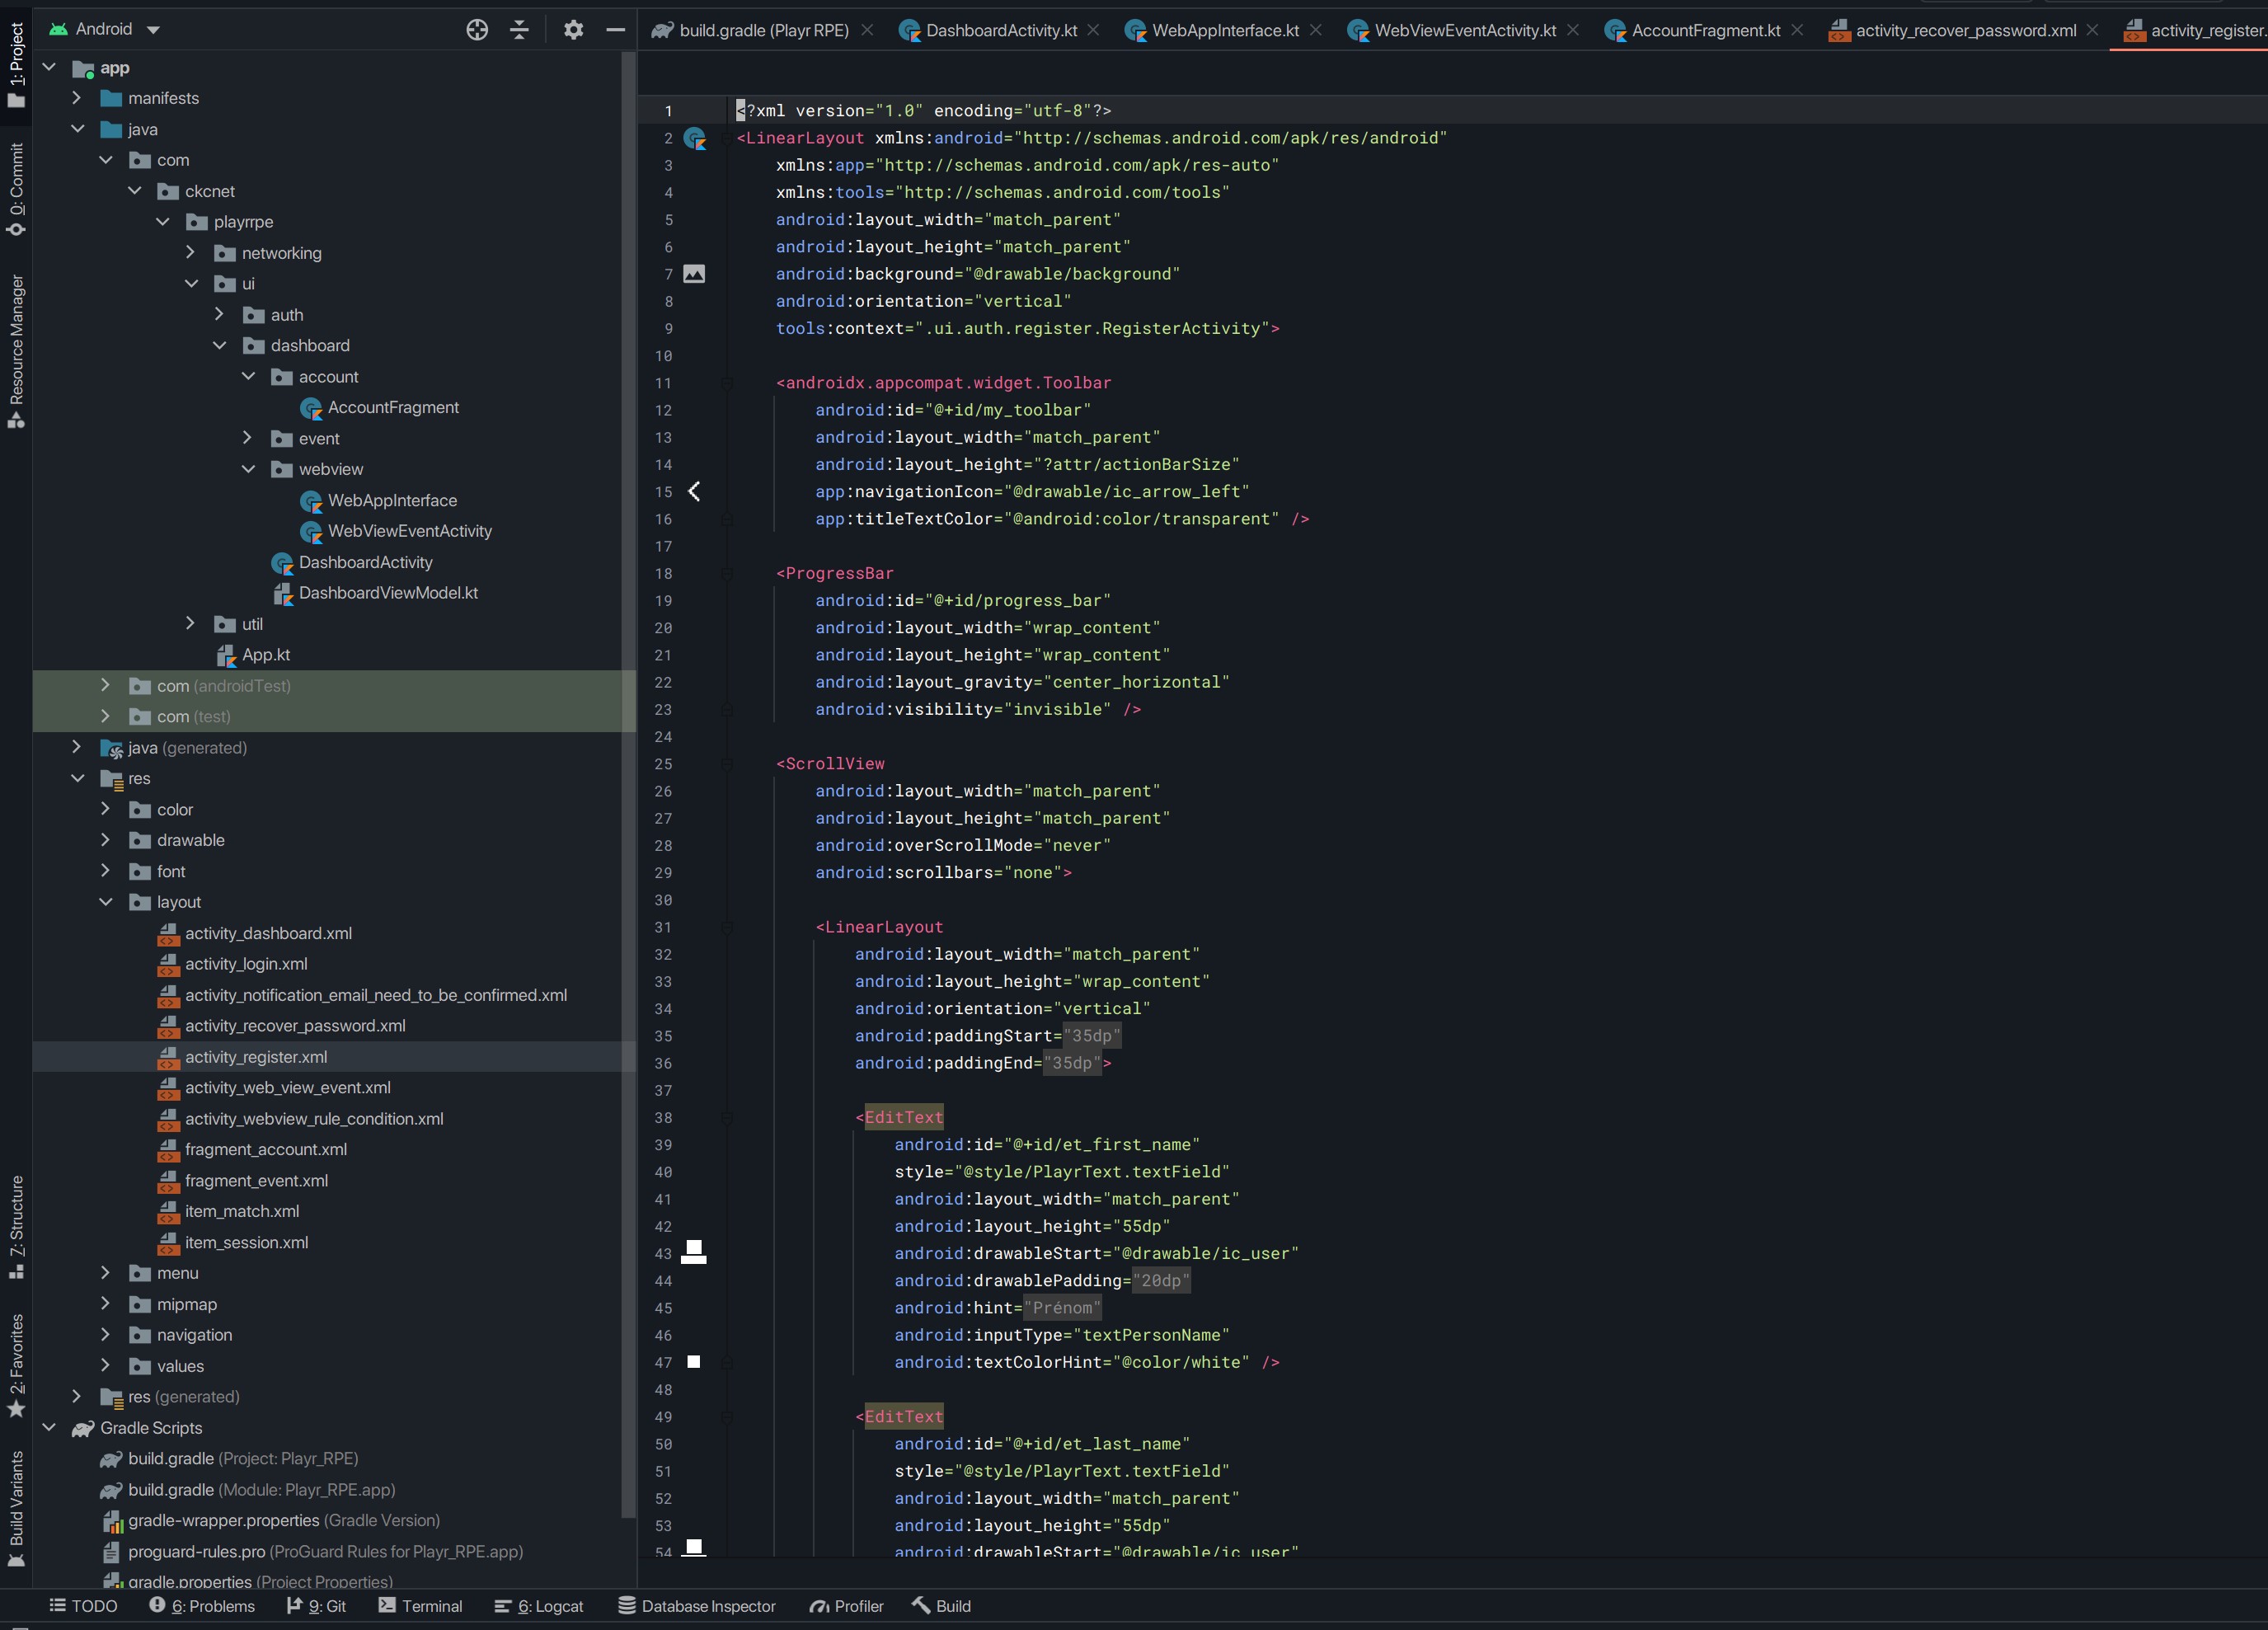 1: Project
0: Commit
Resource Manager
7: Structure
2: Favorites
Build Variants
Android
app
manifests
java
com
ckcnet
playrrpe
networking
ui
auth
dashboard
account
AccountFragment
event
webview
WebAppInterface
WebViewEventActivity
DashboardActivity
DashboardViewModel.kt
util
App.kt
com (androidTest)
com (test)
java (generated)
res
color
drawable
font
layout
activity_dashboard.xml
activity_login.xml
activity_notification_email_need_to_be_confirmed.xml
activity_recover_password.xml
activity_register.xml
activity_web_view_event.xml
activity_webview_rule_condition.xml
fragment_account.xml
fragment_event.xml
item_match.xml
item_session.xml
menu
mipmap
navigation
values
res (generated)
Gradle Scripts
build.gradle (Project: Playr_RPE)
build.gradle (Module: Playr_RPE.app)
gradle-wrapper.properties (Gradle Version)
proguard-rules.pro (ProGuard Rules for Playr_RPE.app)
gradle.properties (Project Properties)
build.gradle (Playr RPE) DashboardActivity.kt WebAppInterface.kt WebViewEventActivity.kt AccountFragment.kt activity_recover_password.xml activity_register.
1 <?xml version="1.0" encoding="utf-8"?>
2 <LinearLayout xmlns:android="http://schemas.android.com/apk/res/android"
3 xmlns:app="http://schemas.android.com/apk/res-auto"
4 xmlns:tools="http://schemas.android.com/tools"
5 android:layout_width="match_parent"
6 android:layout_height="match_parent"
7 android:background="@drawable/background"
8 android:orientation="vertical"
9 tools:context=".ui.auth.register.RegisterActivity">
10
11 <androidx.appcompat.widget.Toolbar
12 android:id="@+id/my_toolbar"
13 android:layout_width="match_parent"
14 android:layout_height="?attr/actionBarSize"
15 app:navigationIcon="@drawable/ic_arrow_left"
16 app:titleTextColor="@android:color/transparent" />
17
18 <ProgressBar
19 android:id="@+id/progress_bar"
20 android:layout_width="wrap_content"
21 android:layout_height="wrap_content"
22 android:layout_gravity="center_horizontal"
23 android:visibility="invisible" />
24
25 <ScrollView
26 android:layout_width="match_parent"
27 android:layout_height="match_parent"
28 android:overScrollMode="never"
29 android:scrollbars="none">
30
31 <LinearLayout
32 android:layout_width="match_parent"
33 android:layout_height="wrap_content"
34 android:orientation="vertical"
35 android:paddingStart="35dp"
36 android:paddingEnd="35dp">
37
38 <EditText
39 android:id="@+id/et_first_name"
40 style="@style/PlayrText.textField"
41 android:layout_width="match_parent"
42 android:layout_height="55dp"
43 android:drawableStart="@drawable/ic_user"
44 android:drawablePadding="20dp"
45 android:hint="Prénom"
46 android:inputType="textPersonName"
47 android:textColorHint="@color/white" />
48
49 <EditText
50 android:id="@+id/et_last_name"
51 style="@style/PlayrText.textField"
52 android:layout_width="match_parent"
53 android:layout_height="55dp"
54 android:drawableStart="@drawable/ic_user"
TODO 6: Problems 9: Git Terminal 6: Logcat Database Inspector Profiler Build